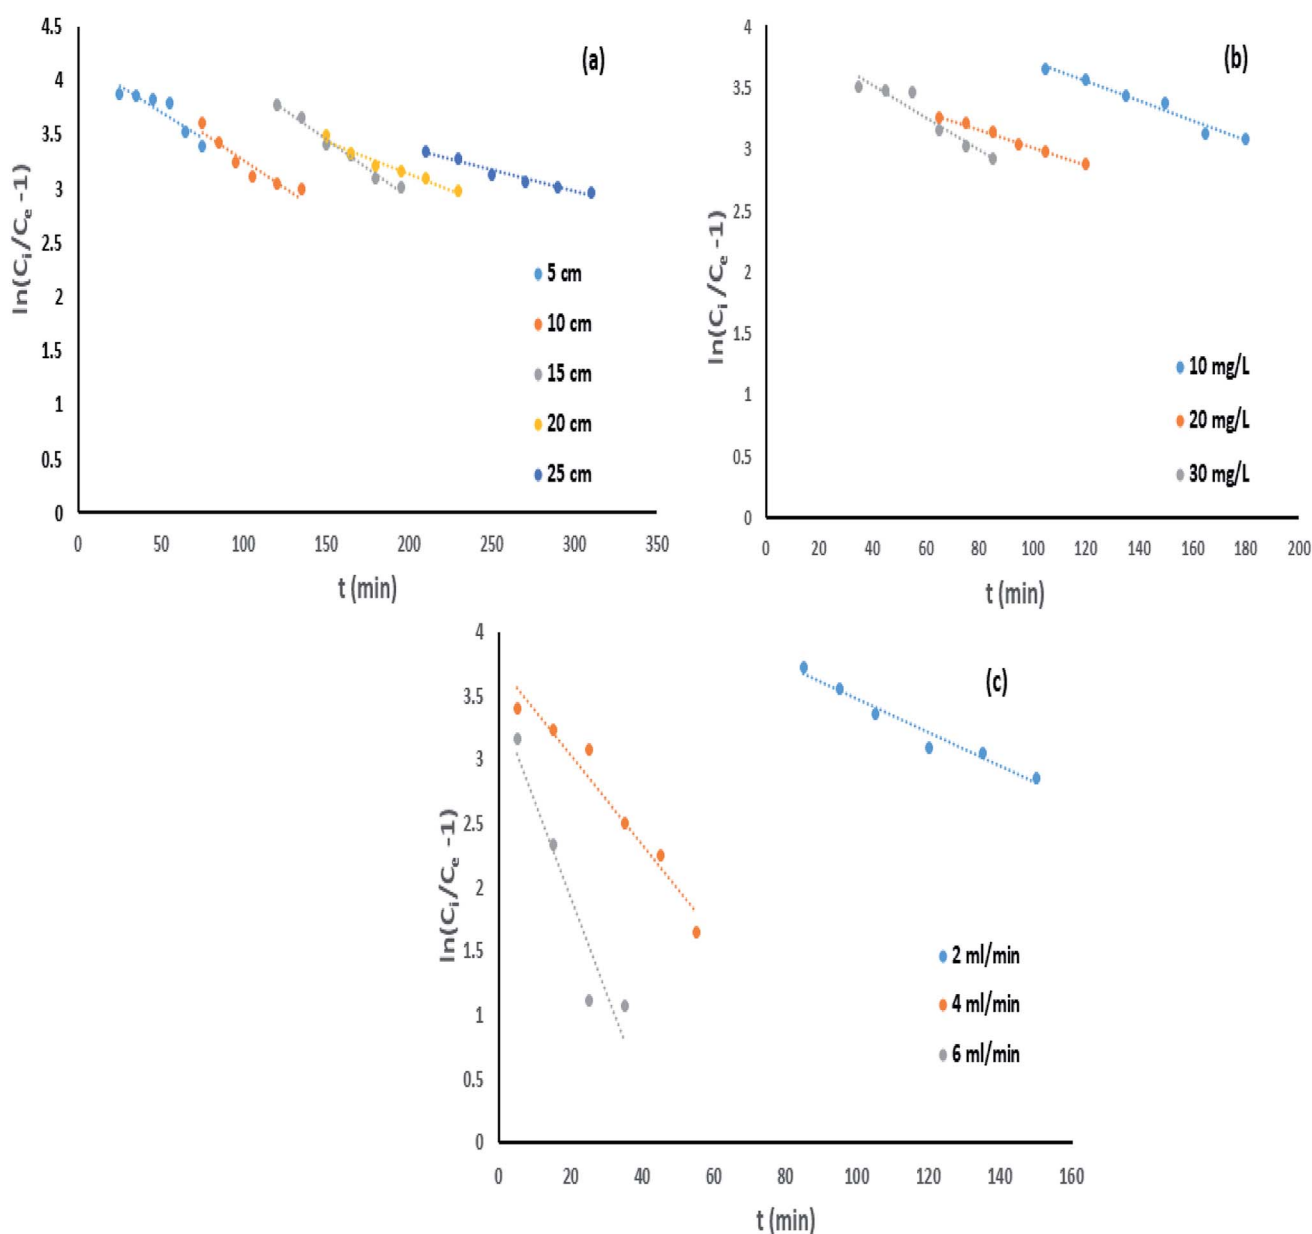 (a)
4.5
4
3.5
3
2.5
2
1.5
1
0.5
0
ln(Cᵢ/Cₑ -1)
5 cm
10 cm
15 cm
20 cm
25 cm
0 50 100 150 200 250 300 350
t (min)
(b)
4
3.5
3
2.5
2
1.5
1
0.5
0
ln(Cᵢ/Cₑ -1)
10 mg/L
20 mg/L
30 mg/L
0 20 40 60 80 100 120 140 160 180 200
t (min)
(c)
4
3.5
3
2.5
2
1.5
1
0.5
0
ln(Cᵢ/Cₑ -1)
2 ml/min
4 ml/min
6 ml/min
0 20 40 60 80 100 120 140 160
t (min)